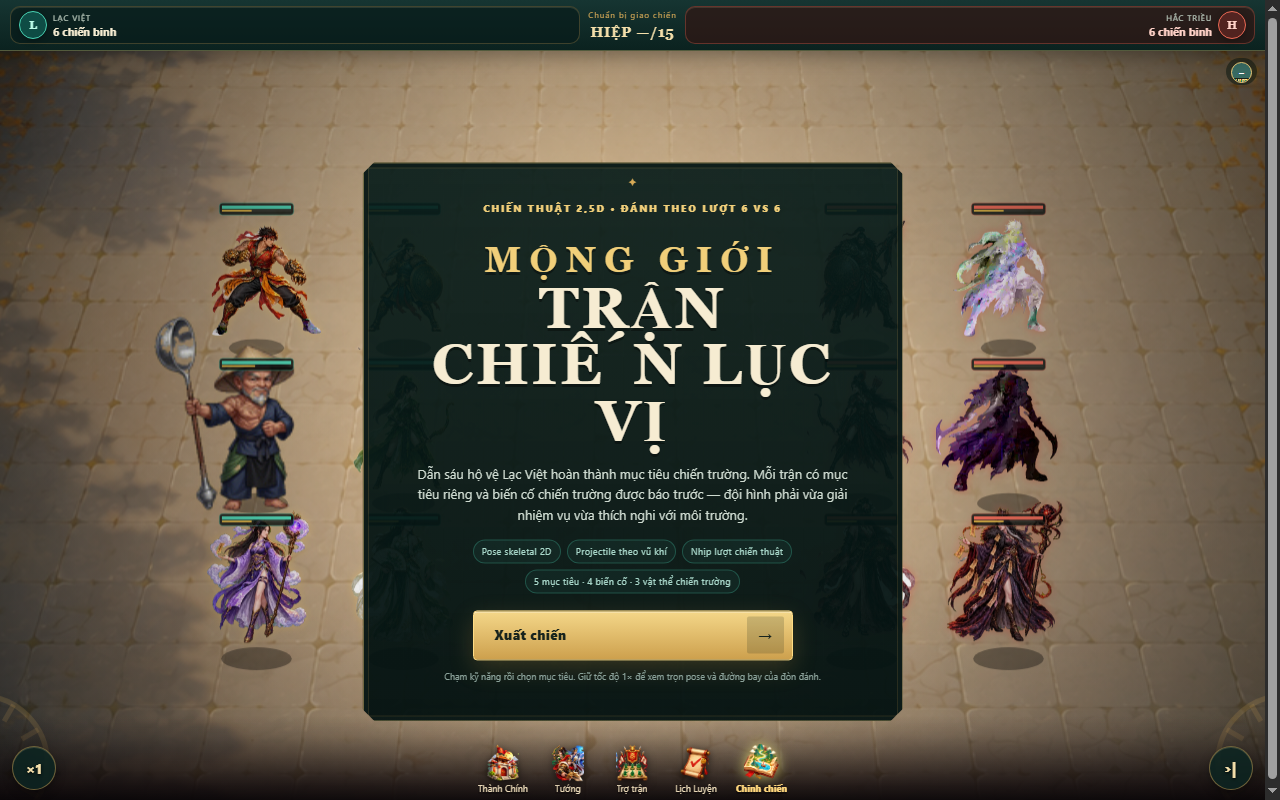 L
LẠC VIỆT
6 chiến binh
Chuẩn bị giao chiến
HIỆP —/15
HẮC TRIỀU
6 chiến binh
H
CHIẾN THUẬT 2,5D • ĐÁNH THEO LƯỢT 6 VS 6
MỘNG GIỚI
TRẬN
CHIẾN LỤC
VỊ
Dẫn sáu hộ vệ Lạc Việt hoàn thành mục tiêu chiến trường. Mỗi trận có mục
tiêu riêng và biến cố chiến trường được báo trước — đội hình phải vừa giải
nhiệm vụ vừa thích nghi với môi trường.
Pose skeletal 2D
Projectile theo vũ khí
Nhịp lượt chiến thuật
5 mục tiêu · 4 biến cố · 3 vật thể chiến trường
Xuất chiến →
Chạm kỹ năng rồi chọn mục tiêu. Giữ tốc độ 1× để xem trọn pose và đường bay của đòn đánh.
×1
Thành Chính
Tướng
Trợ trận
Lịch Luyện
Chinh chiến